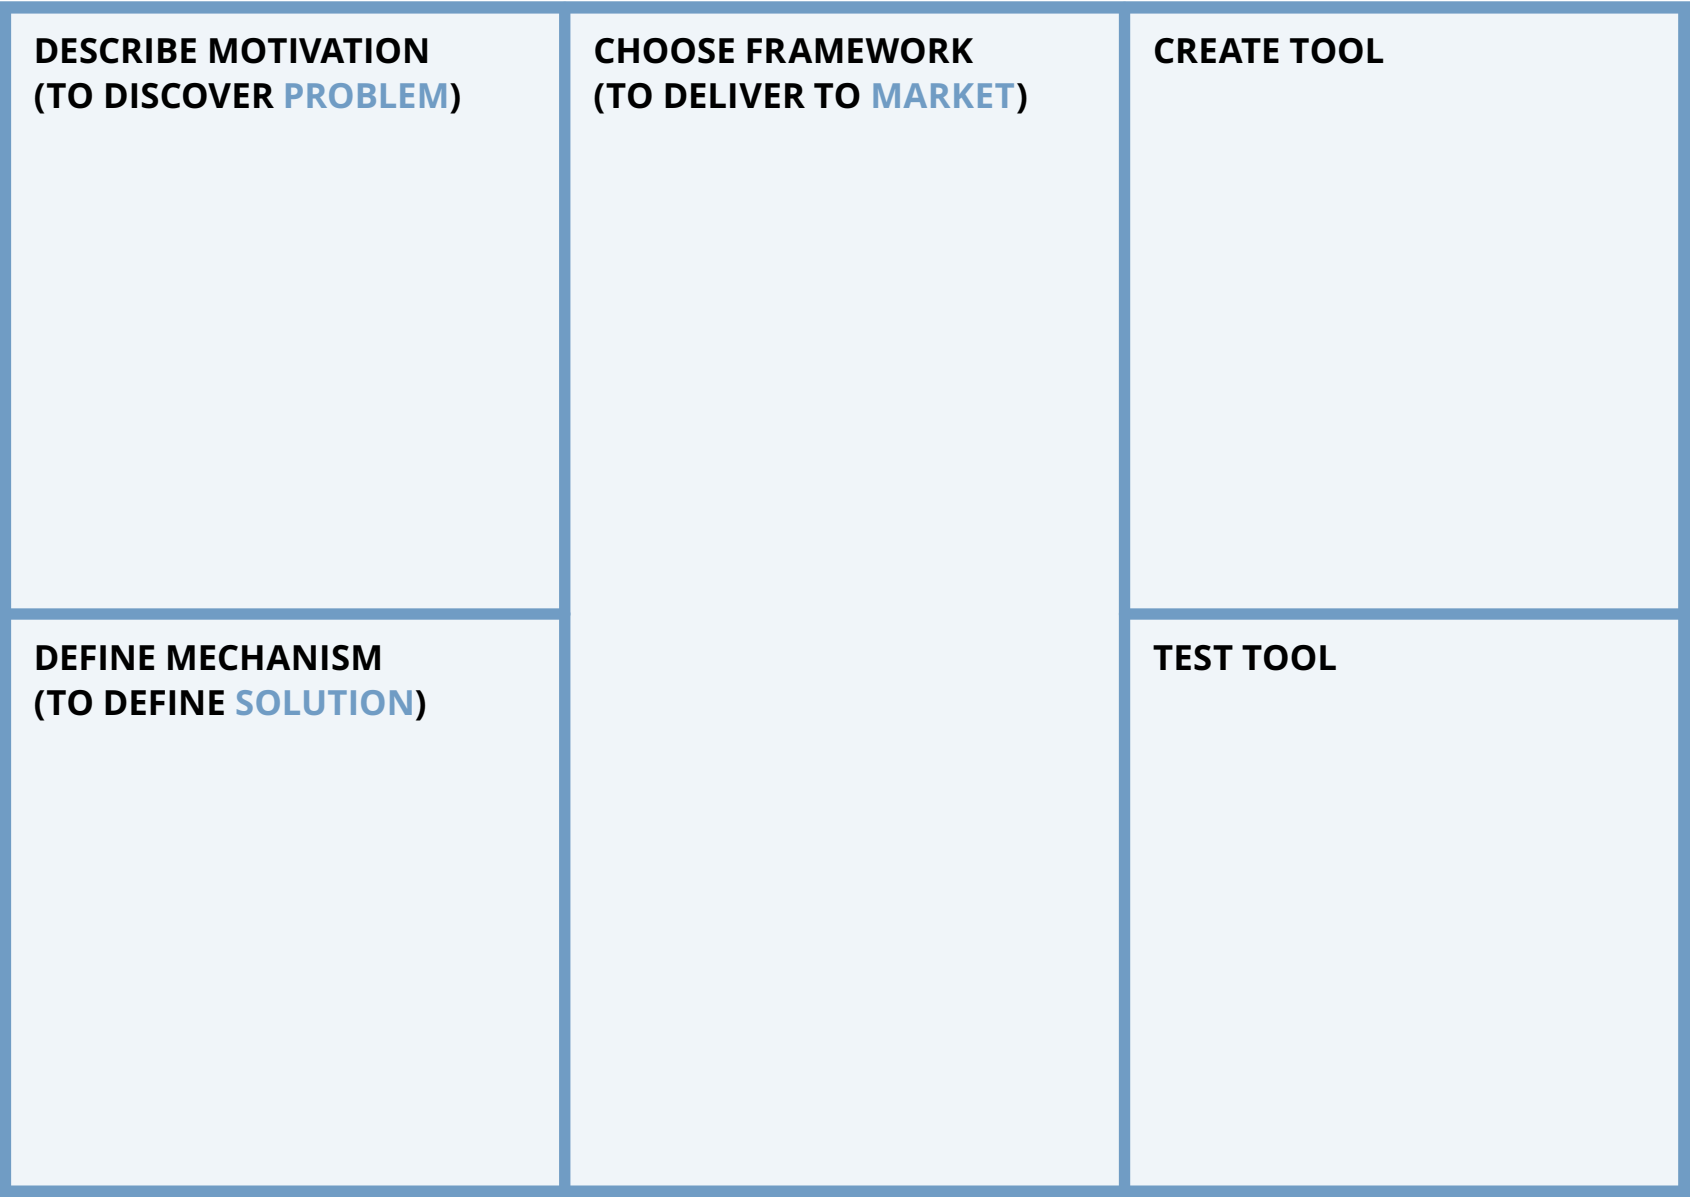 DESCRIBE MOTIVATION
(TO DISCOVER PROBLEM)
DEFINE MECHANISM
(TO DEFINE SOLUTION)
CHOOSE FRAMEWORK
(TO DELIVER TO MARKET)
CREATE TOOL
TEST TOOL